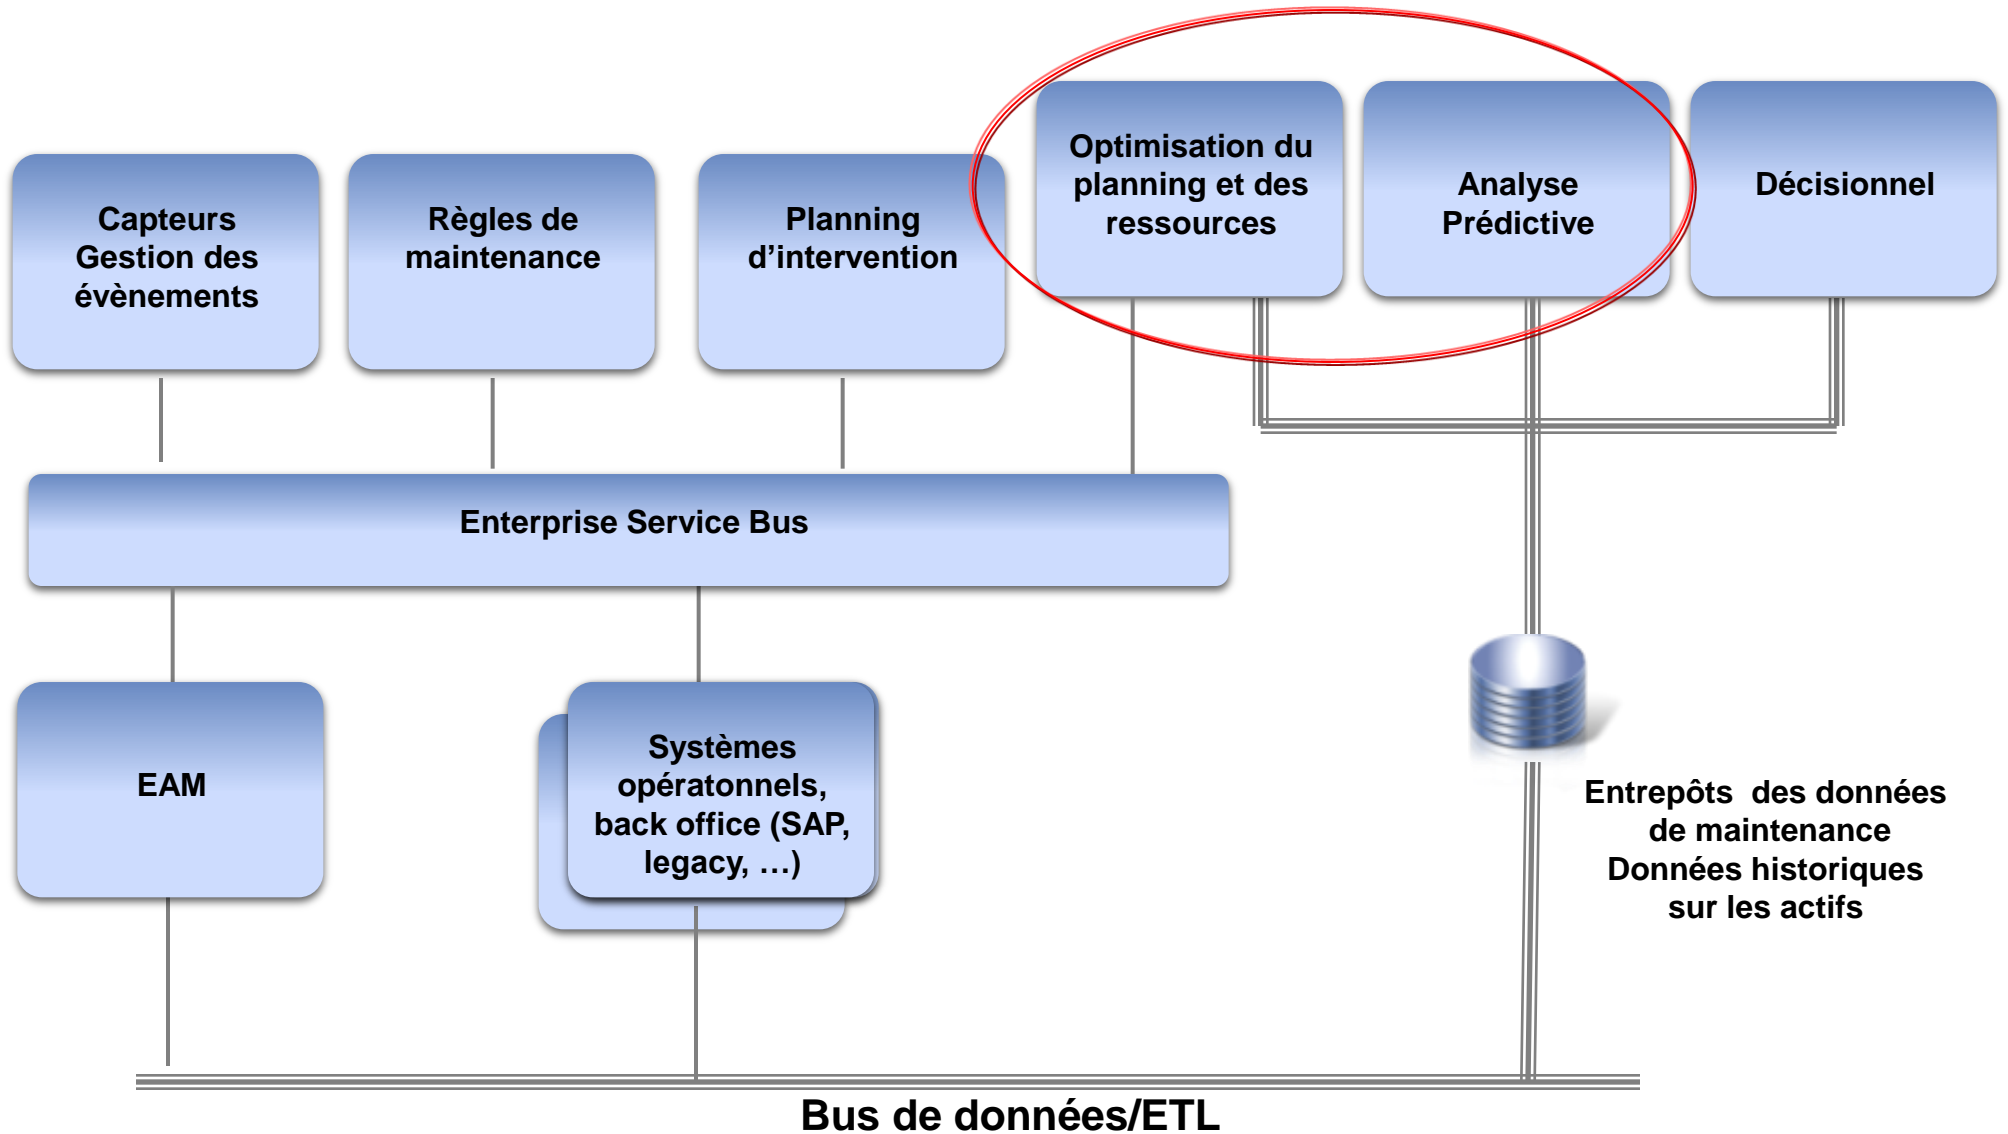 Optimisation du
planning et des
ressources
Analyse
Prédictive
Décisionnel
Capteurs
Gestion des
évènements
Règles de
maintenance
Planning
d’intervention
Enterprise Service Bus
EAM
Systèmes
opératonnels,
back office (SAP,
legacy, …)
Entrepôts des données
de maintenance
Données historiques
sur les actifs
Bus de données/ETL